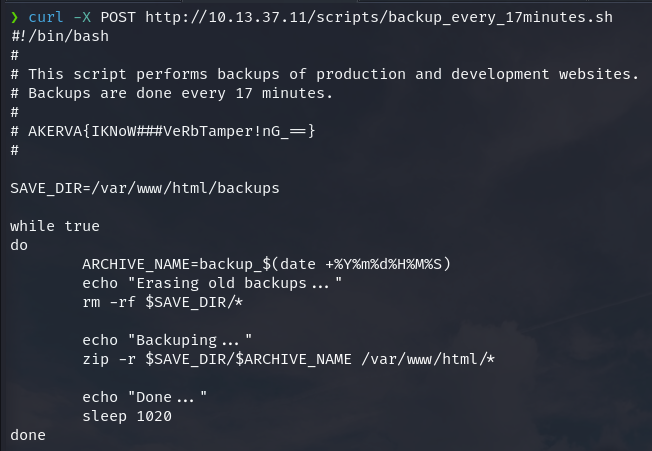 ❯ curl -X POST http://10.13.37.11/scripts/backup_every_17minutes.sh
#!/bin/bash
#
# This script performs backups of production and development websites.
# Backups are done every 17 minutes.
#
# AKERVA{IKNoW###VeRbTamper!nG_==}
#
SAVE_DIR=/var/www/html/backups
while true
do
        ARCHIVE_NAME=backup_$(date +%Y%m%d%H%M%S)
        echo "Erasing old backups..."
        rm -rf $SAVE_DIR/*
        echo "Backuping..."
        zip -r $SAVE_DIR/$ARCHIVE_NAME /var/www/html/*
        echo "Done..."
        sleep 1020
done